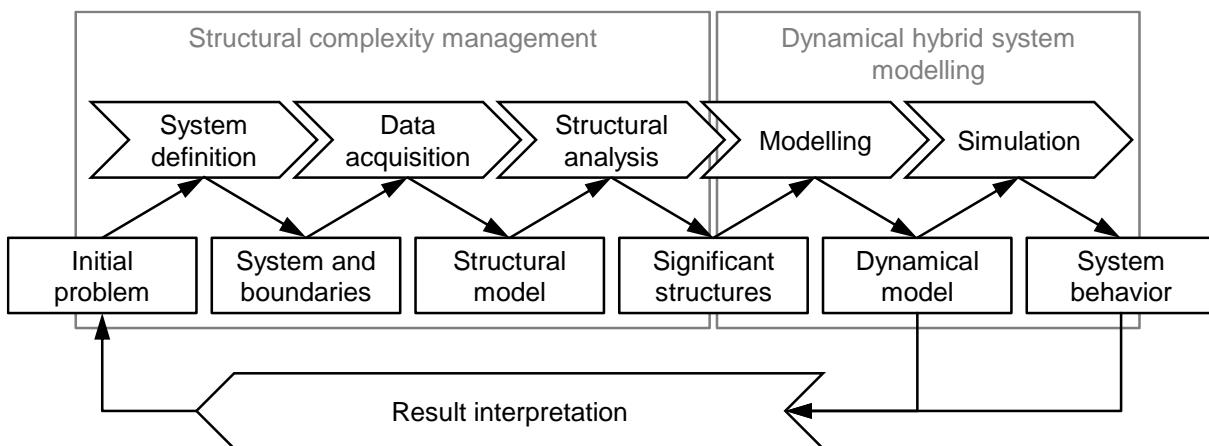 Structural complexity management
Dynamical hybrid system
modelling
System
definition
Data
acquisition
Structural
analysis
Modelling
Simulation
Initial
problem
System and
boundaries
Structural
model
Significant
structures
Dynamical
model
System
behavior
Result interpretation